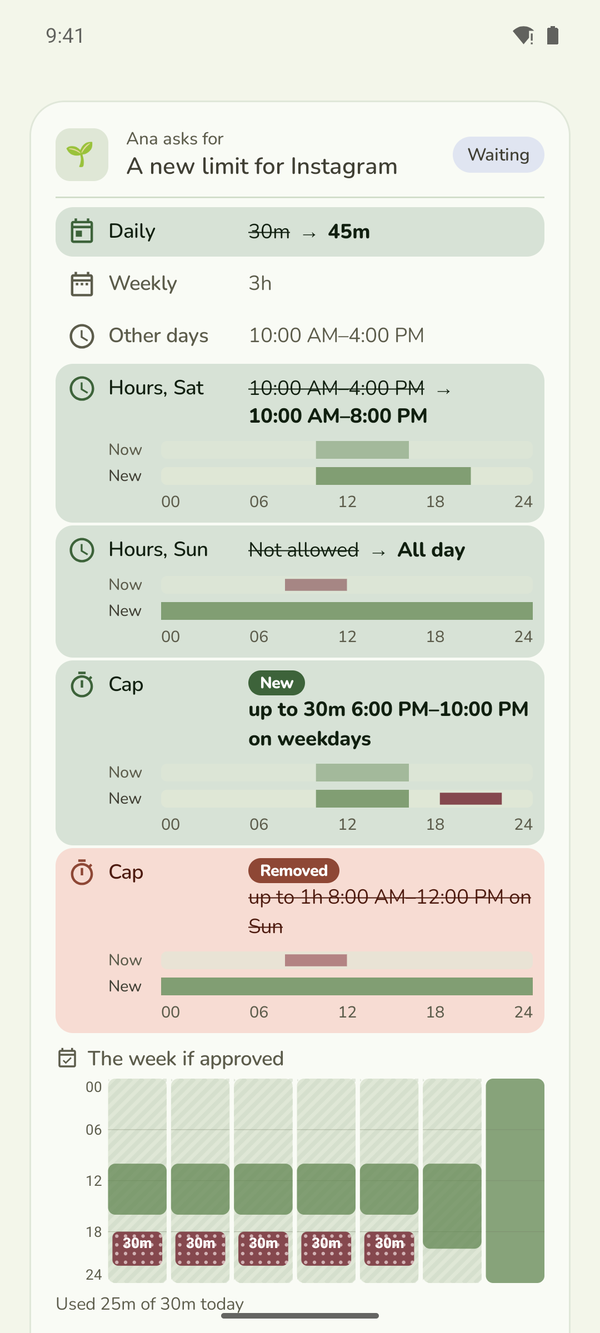 9:41
Ana asks for
A new limit for Instagram
Waiting
Daily 30m → 45m
Weekly 3h
Other days 10:00 AM–4:00 PM
Hours, Sat 10:00 AM–4:00 PM →
10:00 AM–8:00 PM
Now
New
00 06 12 18 24
Hours, Sun Not allowed → All day
Now
New
00 06 12 18 24
Cap New
up to 30m 6:00 PM–10:00 PM
on weekdays
Now
New
00 06 12 18 24
Cap Removed
up to 1h 8:00 AM–12:00 PM on
Sun
Now
New
00 06 12 18 24
The week if approved
00
06
12
18
30m 30m 30m 30m 30m
24
Used 25m of 30m today